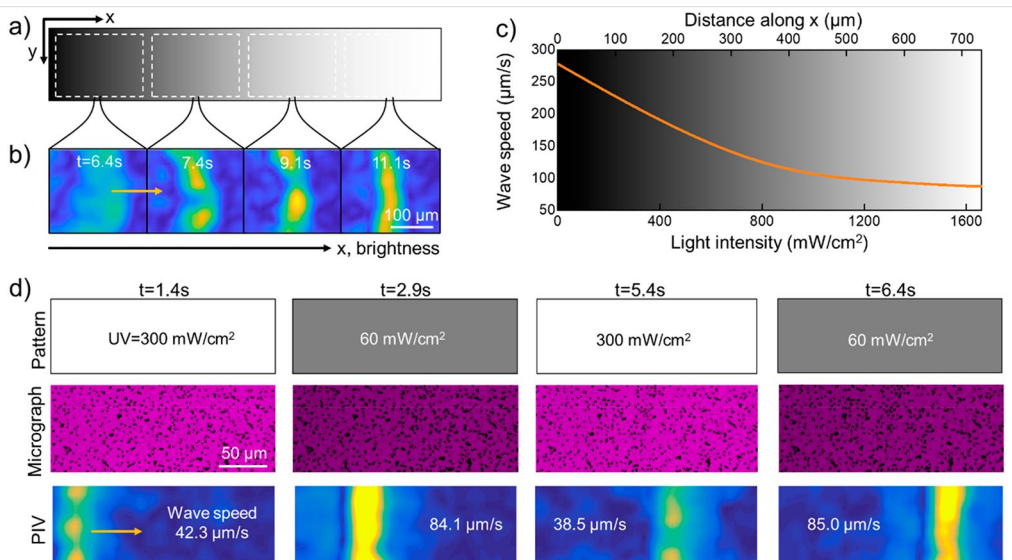 a)
x
y
b)
t=6.4s
7.4s
9.1s
11.1s
100 µm
x, brightness
c)
Distance along x (µm)
0 100 200 300 400 500 600 700
Wave speed (µm/s)
300
250
200
150
100
50
0 400 800 1200 1600
Light intensity (mW/cm²)
d)
t=1.4s t=2.9s t=5.4s t=6.4s
Pattern
UV=300 mW/cm² 60 mW/cm² 300 mW/cm² 60 mW/cm²
Micrograph
50 µm
PIV
Wave speed
42.3 µm/s
84.1 µm/s
38.5 µm/s
85.0 µm/s